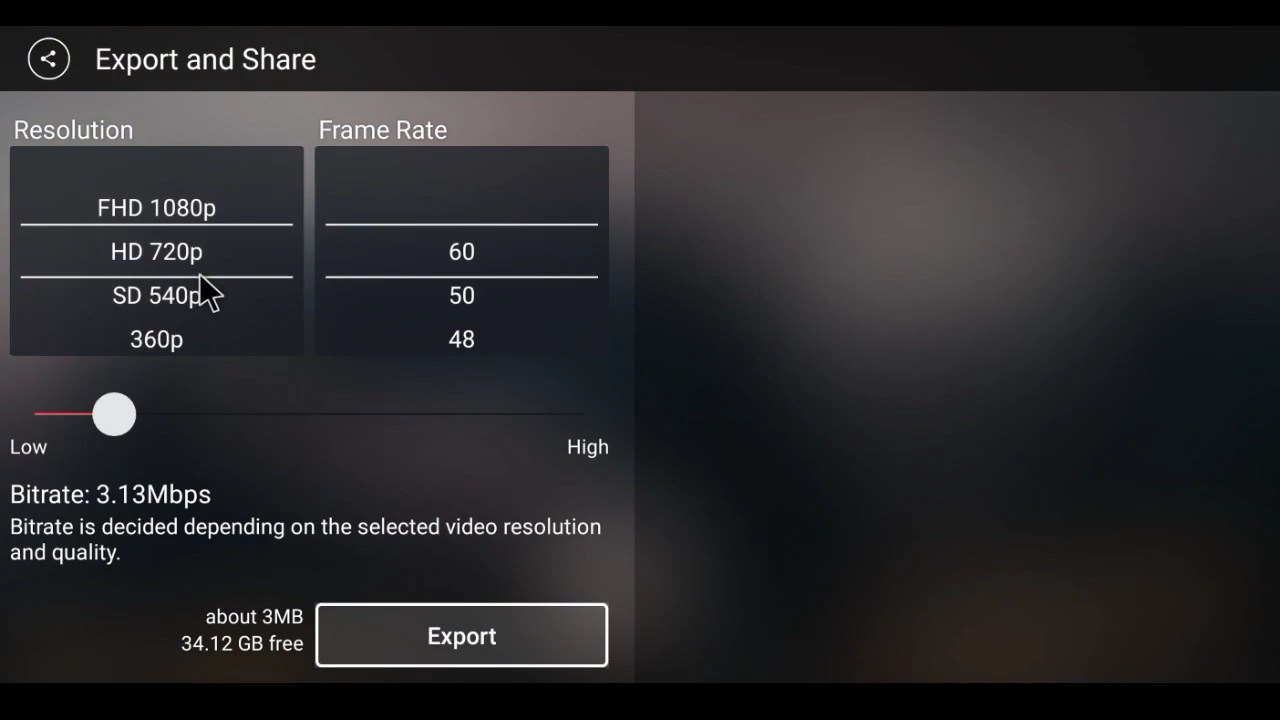 Export and Share
Resolution
Frame Rate
FHD 1080p
HD 720p
SD 540p
360p
60
50
48
Low
High
Bitrate: 3.13Mbps
Bitrate is decided depending on the selected video resolution
and quality.
about 3MB
34.12 GB free
Export